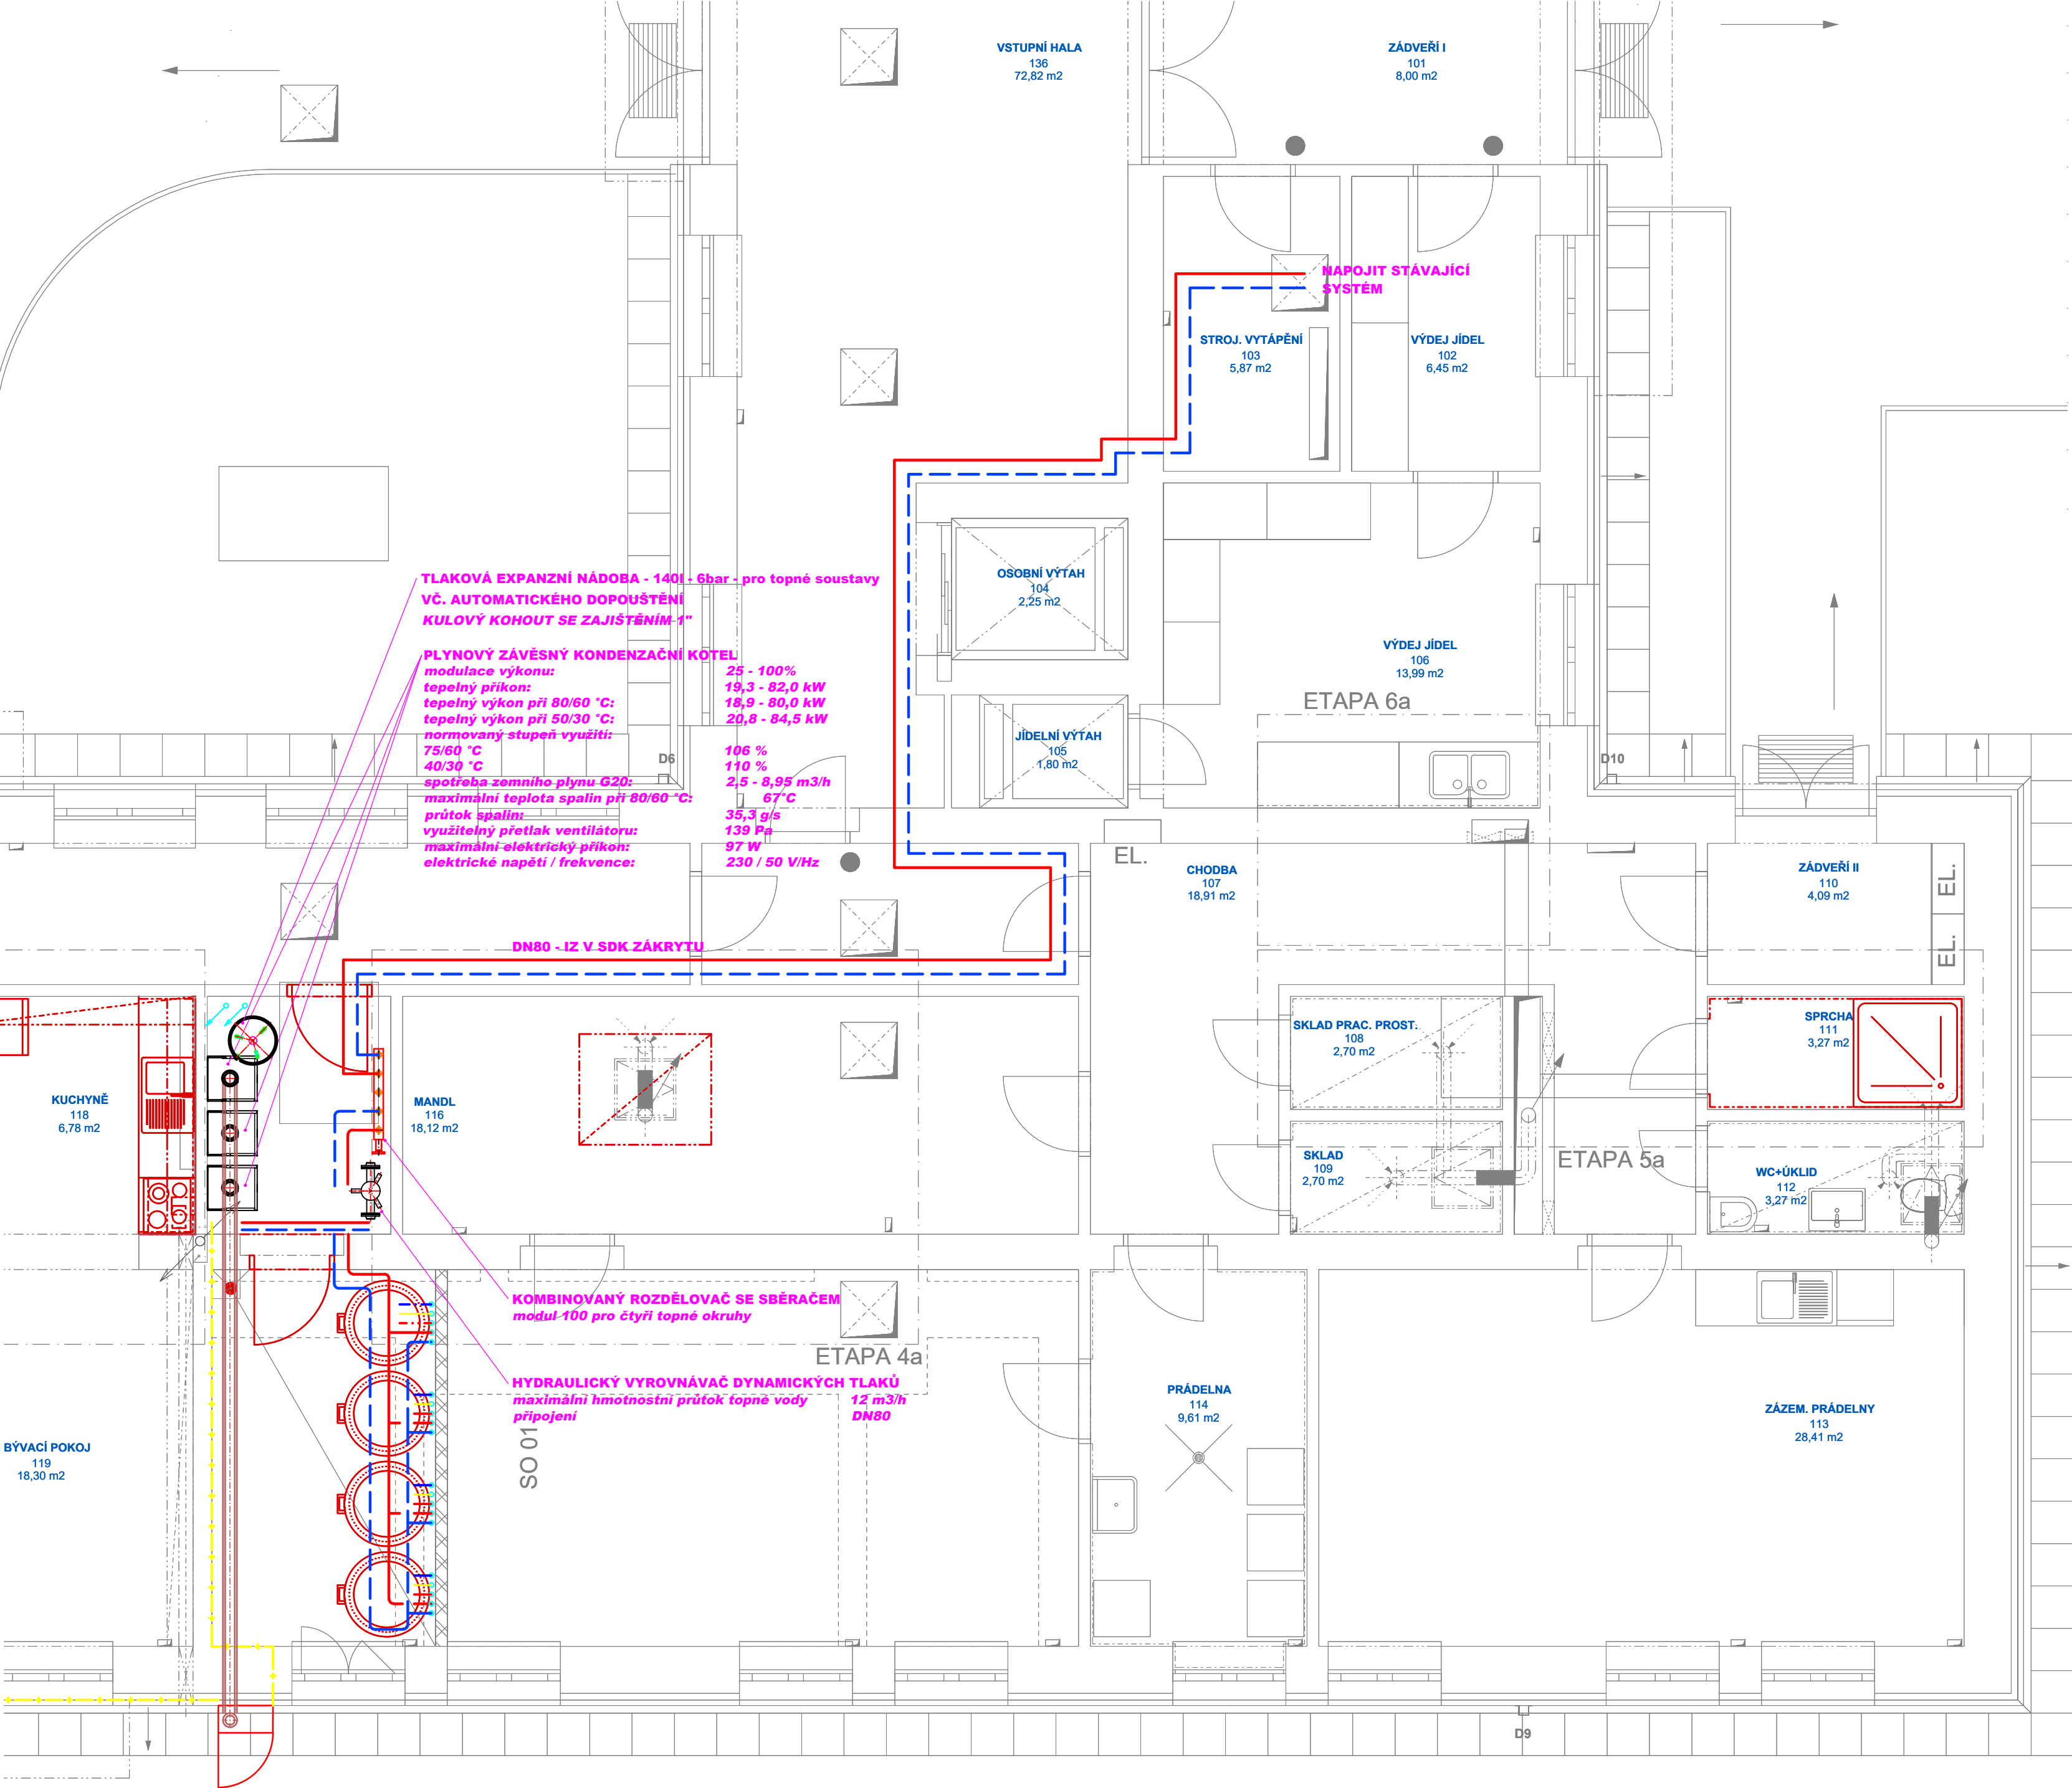 VSTUPNÍ HALA
136
72,82 m2
ZÁDVEŘÍ I
101
8,00 m2
NAPOJIT STÁVAJÍCÍ
SYSTÉM
STROJ. VYTÁPĚNÍ
103
5,87 m2
VÝDEJ JÍDEL
102
6,45 m2
OSOBNÍ VÝTAH
104
2,25 m2
TLAKOVÁ EXPANZNÍ NÁDOBA - 140l - 6bar - pro topné soustavy
VČ. AUTOMATICKÉHO DOPOUŠTĚNÍ
KULOVÝ KOHOUT SE ZAJIŠTĚNÍM 1"
PLYNOVÝ ZÁVĚSNÝ KONDENZAČNÍ KOTEL
modulace výkonu: 25 - 100%
tepelný příkon: 19,3 - 82,0 kW
tepelný výkon při 80/60 °C: 18,9 - 80,0 kW
tepelný výkon při 50/30 °C: 20,8 - 84,5 kW
normovaný stupeň využití:
75/60 °C 106 %
40/30 °C 110 %
spotřeba zemního plynu G20: 2,5 - 8,95 m3/h
maximální teplota spalin při 80/60 °C: 67°C
průtok spalin: 35,3 g/s
využitelný přetlak ventilátoru: 139 Pa
maximální elektrický příkon: 97 W
elektrické napětí / frekvence: 230 / 50 V/Hz
VÝDEJ JÍDEL
106
13,99 m2
ETAPA 6a
JÍDELNÍ VÝTAH
105
1,80 m2
D6
D10
EL.
CHODBA
107
18,91 m2
ZÁDVEŘÍ II
110
4,09 m2
EL.
EL.
DN80 - IZ V SDK ZÁKRYTU
KUCHYNĚ
118
6,78 m2
MANDL
116
18,12 m2
SKLAD PRAC. PROST.
108
2,70 m2
SPRCHA
111
3,27 m2
SKLAD
109
2,70 m2
ETAPA 5a
WC+ÚKLID
112
3,27 m2
KOMBINOVANÝ ROZDĚLOVAČ SE SBĚRAČEM
modul 100 pro čtyři topné okruhy
ETAPA 4a
HYDRAULICKÝ VYROVNÁVAČ DYNAMICKÝCH TLAKŮ
maximální hmotnostní průtok topné vody 12 m3/h
připojení DN80
SO 01
PRÁDELNA
114
9,61 m2
ZÁZEM. PRÁDELNY
113
28,41 m2
BÝVACÍ POKOJ
119
18,30 m2
D9